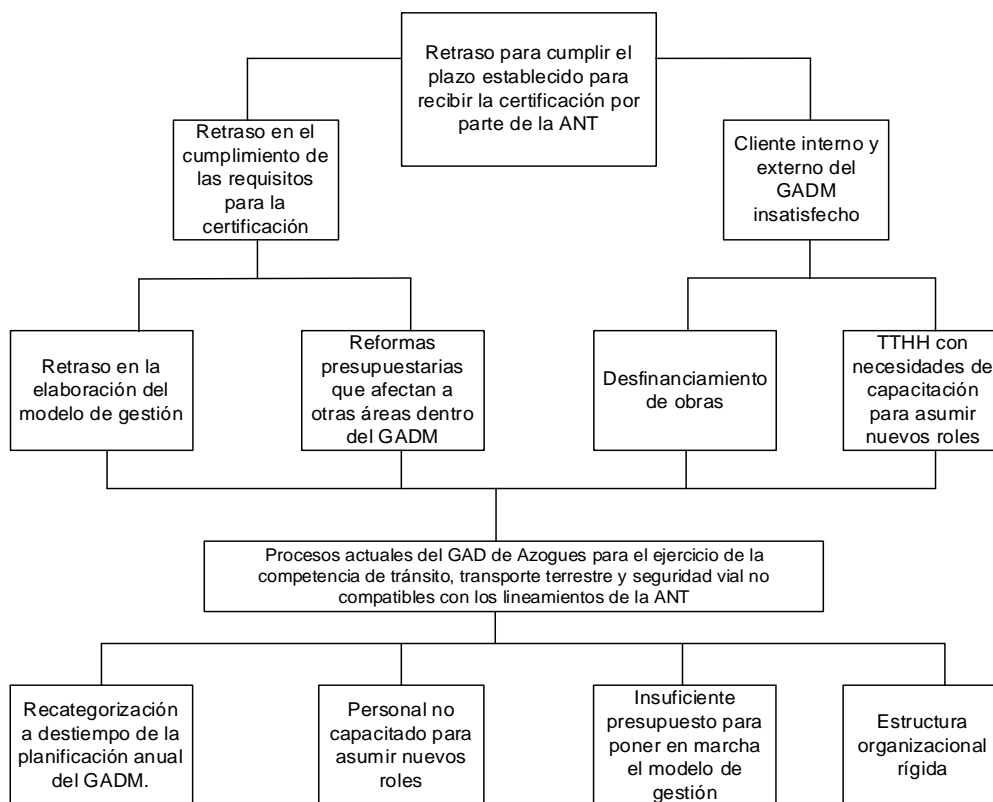 Retraso para cumplir el
plazo establecido para
recibir la certificación por
parte de la ANT
Retraso en el
cumplimiento de
las requisitos
para la
certificación
Cliente interno y
externo del
GADM
insatisfecho
Retraso en la
elaboración del
modelo de gestión
Reformas
presupuestarias
que afectan a
otras áreas dentro
del GADM
Desfinanciamiento
de obras
TTHH con
necesidades de
capacitación
para asumir
nuevos roles
Procesos actuales del GAD de Azogues para el ejercicio de la
competencia de tránsito, transporte terrestre y seguridad vial no
compatibles con los lineamientos de la ANT
Recategorización
a destiempo de la
planificación anual
del GADM.
Personal no
capacitado para
asumir nuevos
roles
Insuficiente
presupuesto para
poner en marcha
el modelo de
gestión
Estructura
organizacional
rígida